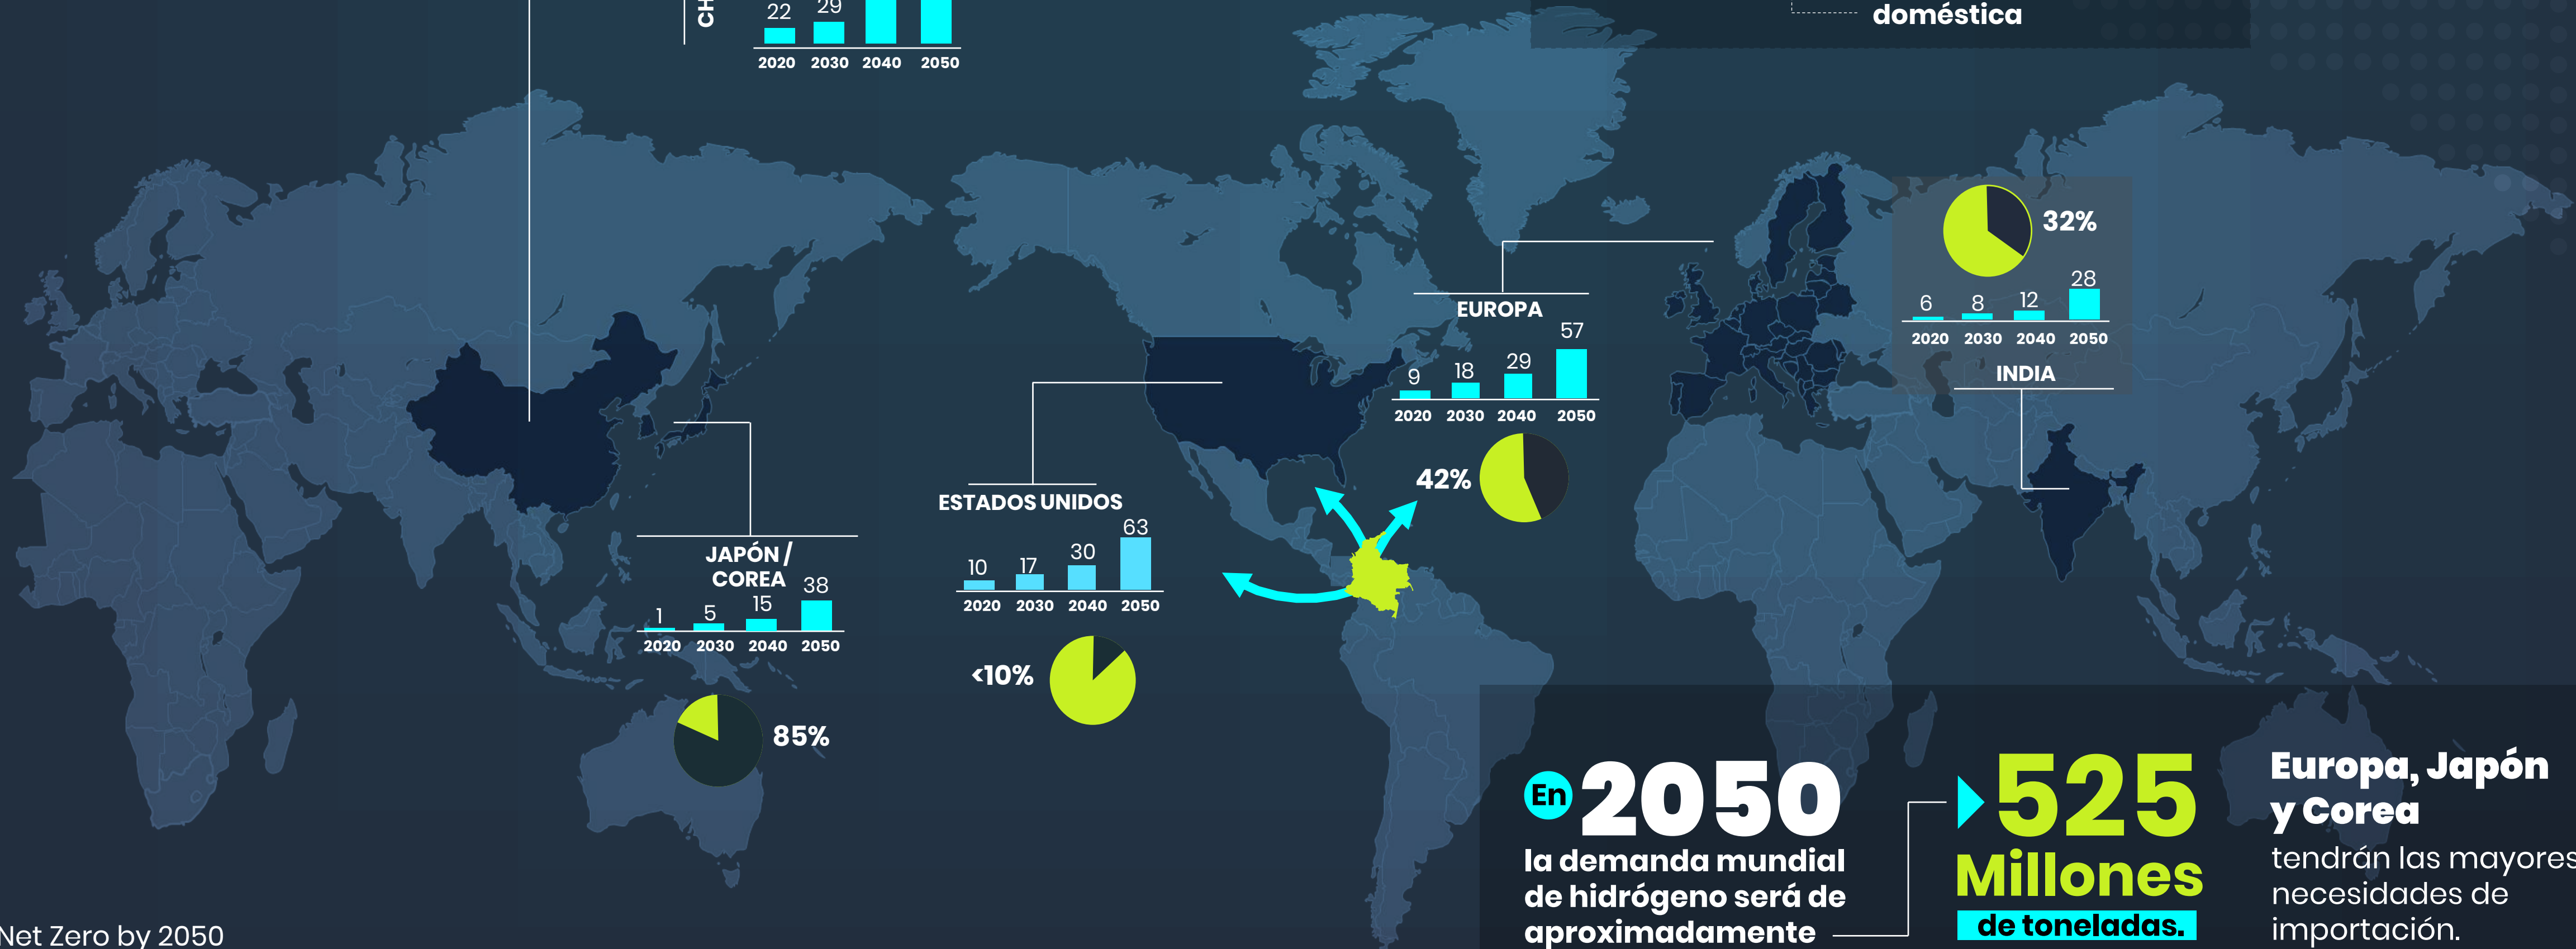 CH
22 29
2020 2030 2040 2050
doméstica
32%
6 8 12 28
2020 2030 2040 2050
INDIA
EUROPA
9 18 29 57
2020 2030 2040 2050
42%
ESTADOS UNIDOS
10 17 30 63
2020 2030 2040 2050
<10%
JAPÓN /
COREA
1 5 15 38
2020 2030 2040 2050
85%
En 2050
la demanda mundial
de hidrógeno será de
aproximadamente
525
Millones
de toneladas.
Europa, Japón
y Corea
tendrán las mayores
necesidades de
importación.
Net Zero by 2050